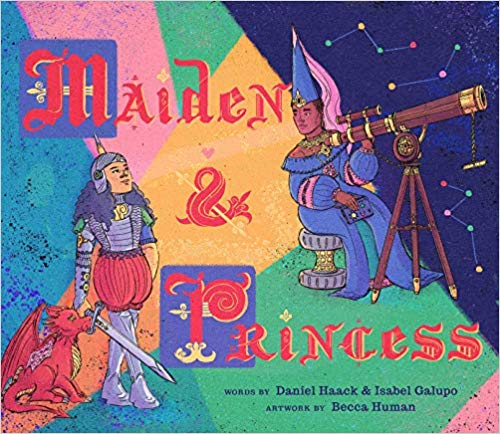 Maiden
&
Princess
WORDS BY Daniel Haack & Isabel Galupo
ARTWORK BY Becca Human
P